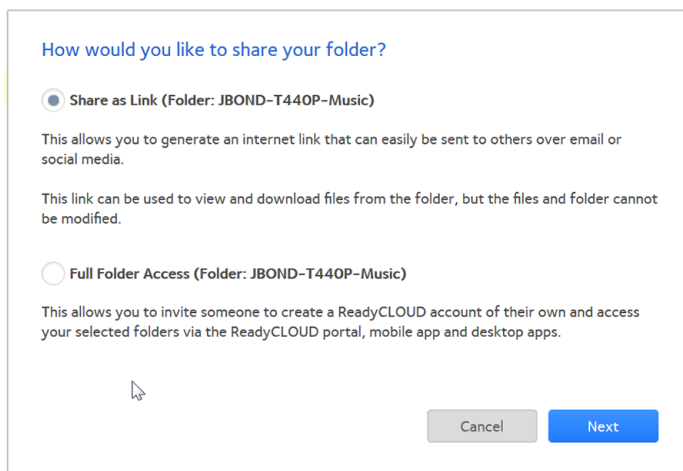 How would you like to share your folder?
Share as Link (Folder: JBOND-T440P-Music)
This allows you to generate an internet link that can easily be sent to others over email or
social media.
This link can be used to view and download files from the folder, but the files and folder cannot
be modified.
Full Folder Access (Folder: JBOND-T440P-Music)
This allows you to invite someone to create a ReadyCLOUD account of their own and access
your selected folders via the ReadyCLOUD portal, mobile app and desktop apps.
Cancel
Next